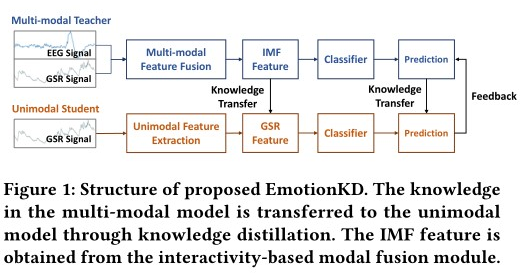 Multi-modal Teacher
EEG Signal
GSR Signal
Multi-modal
Feature Fusion
IMF
Feature
Classifier
Prediction
Knowledge
Transfer
Knowledge
Transfer
Feedback
Unimodal Student
GSR Signal
Unimodal Feature
Extraction
GSR
Feature
Classifier
Prediction
Figure 1: Structure of proposed EmotionKD. The knowledge
in the multi-modal model is transferred to the unimodal
model through knowledge distillation. The IMF feature is
obtained from the interactivity-based modal fusion module.